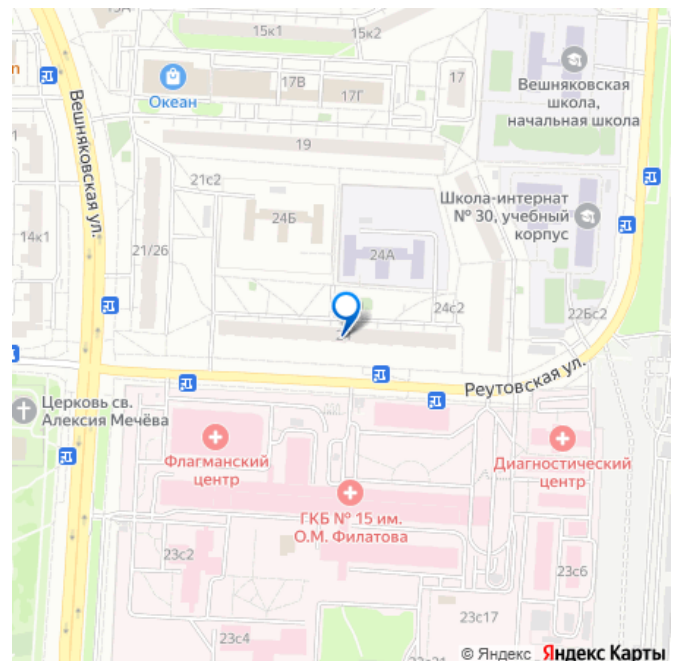 15к1
15к2
17В
17
Океан
17Г
Вешняковская
школа,
начальная школа
Вешняковская ул.
19
21с2
Школа-интернат
№ 30, учебный
корпус
24Б
14к1
21/26
24А
24с2
22Бс2
Реутовская ул.
Церковь св.
Алексия Мечёва
Флагманский
центр
Диагностический
центр
ГКБ № 15 им.
О.М. Филатова
23с2
23с6
23с17
23с4
© Яндекс Яндекс Карты